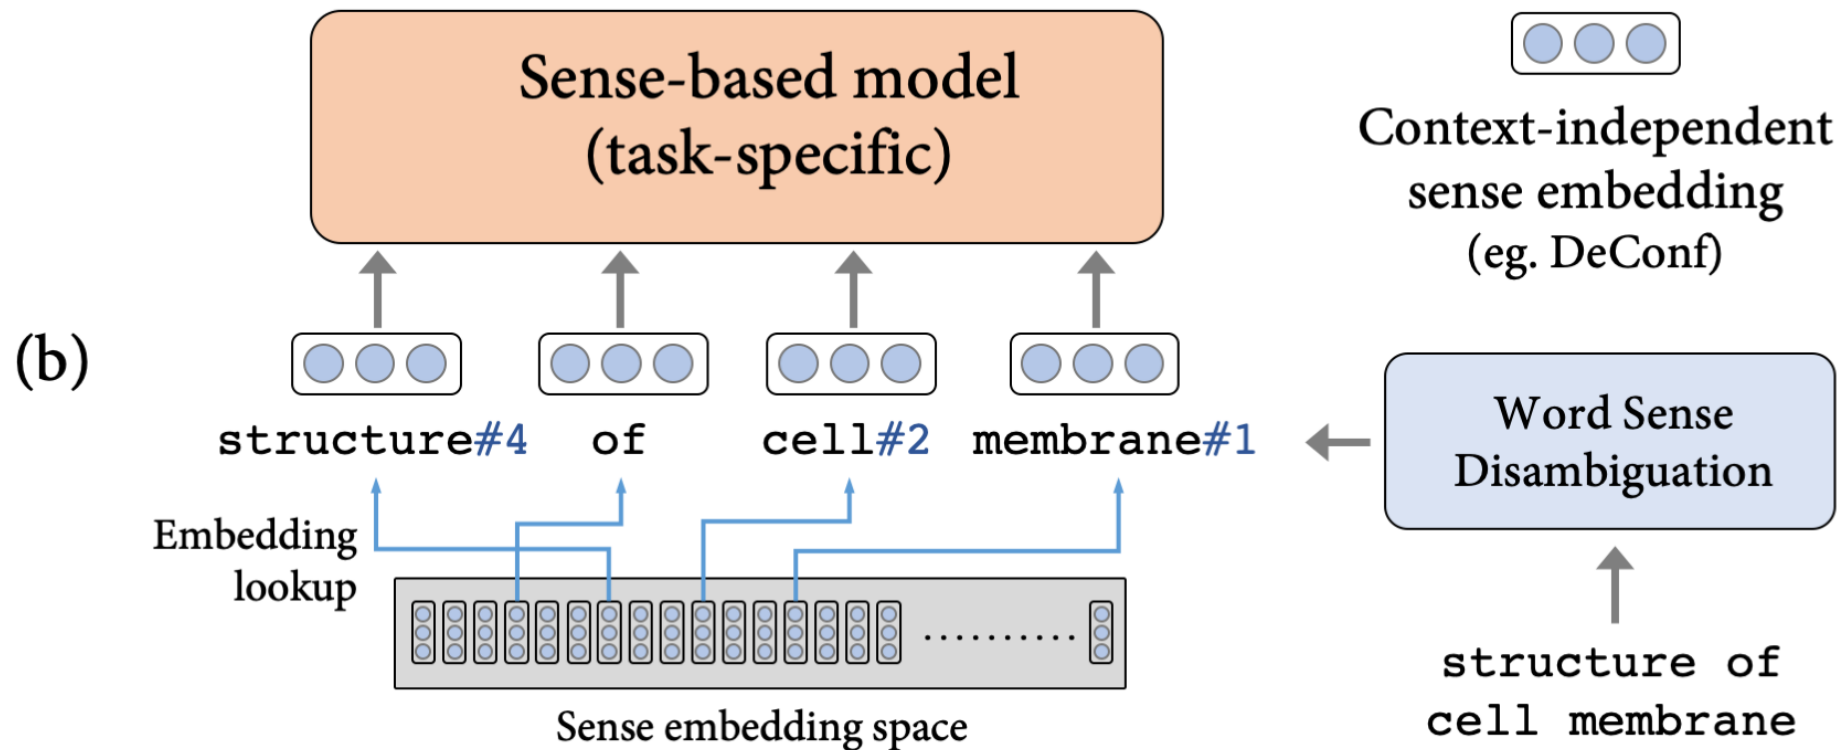 Sense-based model
(task-specific)
Context-independent
sense embedding
(eg. DeConf)
(b)
structure#4 of cell#2 membrane#1
Word Sense
Disambiguation
Embedding
lookup
..........
Sense embedding space
structure of
cell membrane